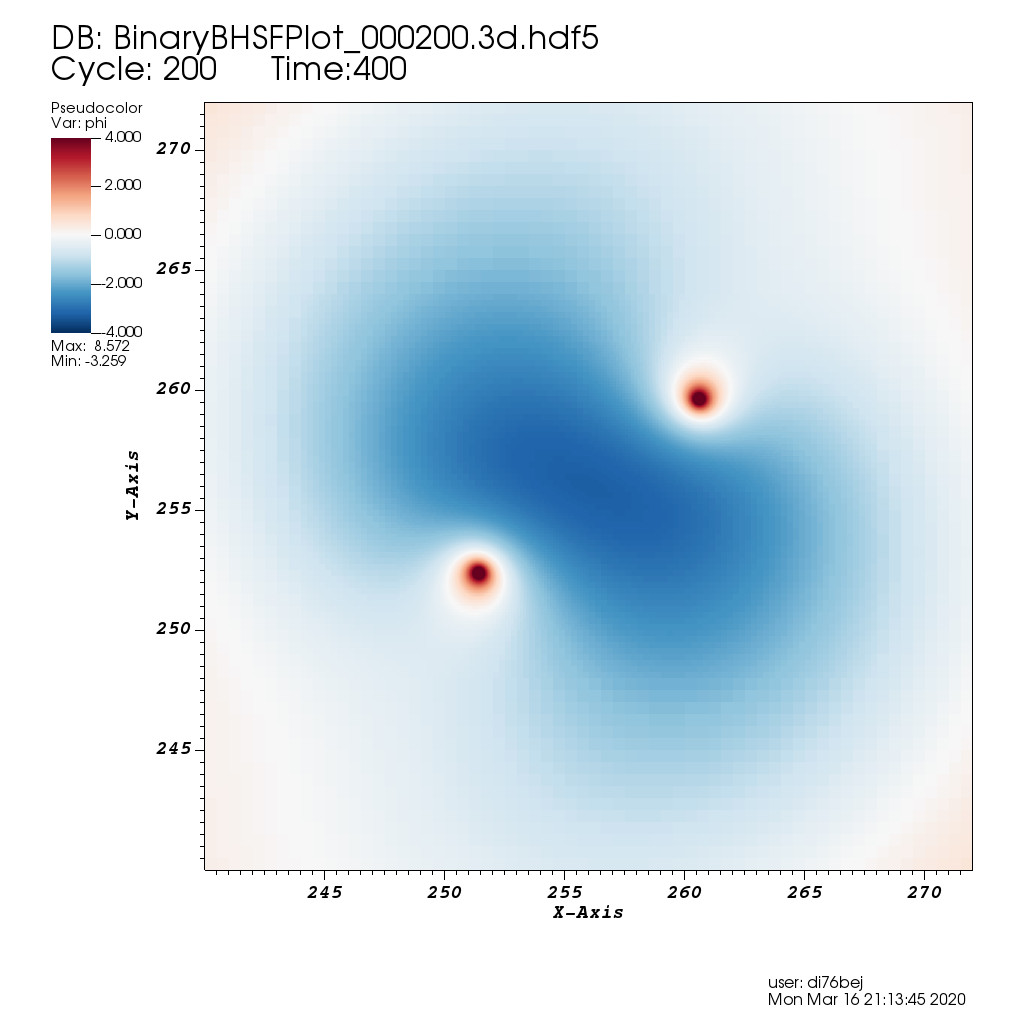 DB: BinaryBHSFPlot_000200.3d.hdf5
Cycle: 200 Time:400
Pseudocolor
Var: phi
4.000
2.000
0.000
-2.000
-4.000
Max: 8.572
Min: -3.259
270
265
260
255
250
245
Y-Axis
245 250 255 260 265 270
X-Axis
user: di76bej
Mon Mar 16 21:13:45 2020